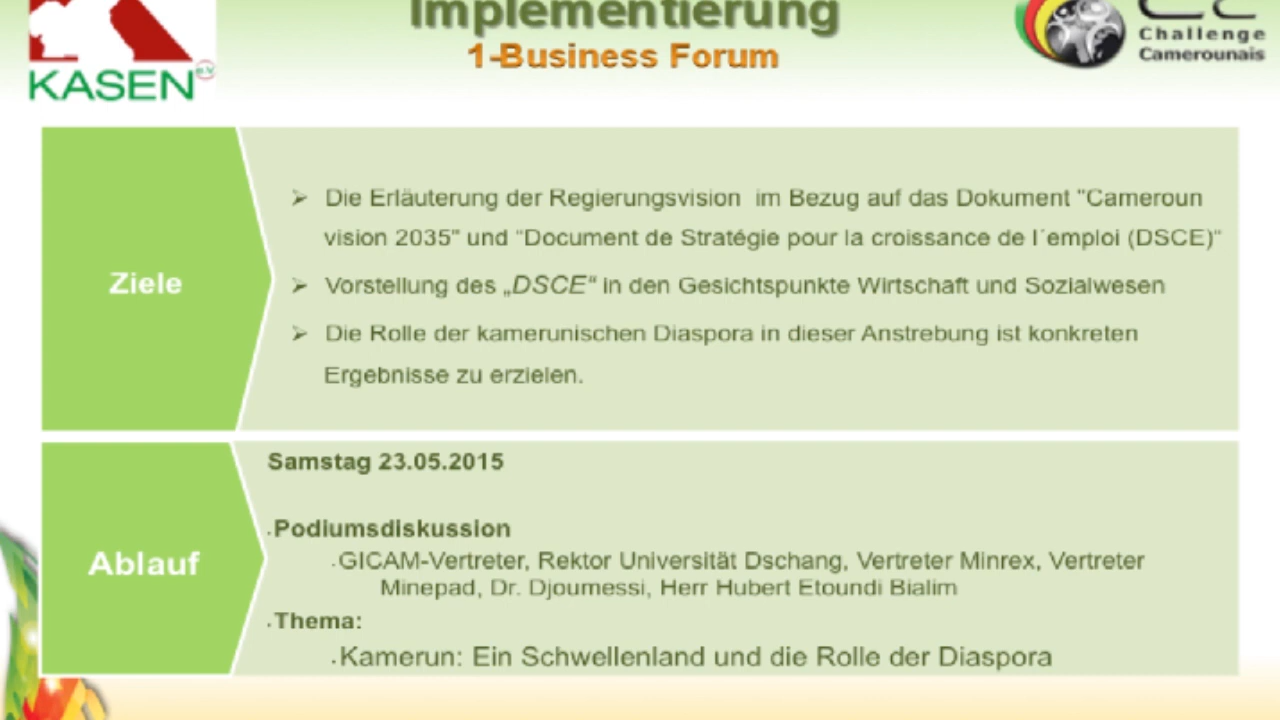 Implementierung
1-Business Forum
KASEN e.V
Challenge
Camerounais
Ziele
➢ Die Erläuterung der Regierungsvision im Bezug auf das Dokument "Cameroun
vision 2035" und "Document de Stratégie pour la croissance de l´emploi (DSCE)"
➢ Vorstellung des „DSCE“ in den Gesichtspunkte Wirtschaft und Sozialwesen
➢ Die Rolle der kamerunischen Diaspora in dieser Anstrebung ist konkreten
Ergebnisse zu erzielen.
Ablauf
Samstag 23.05.2015
.Podiumsdiskussion
.GICAM-Vertreter, Rektor Universität Dschang, Vertreter Minrex, Vertreter
Minepad, Dr. Djoumessi, Herr Hubert Etoundi Bialim
.Thema:
.Kamerun: Ein Schwellenland und die Rolle der Diaspora